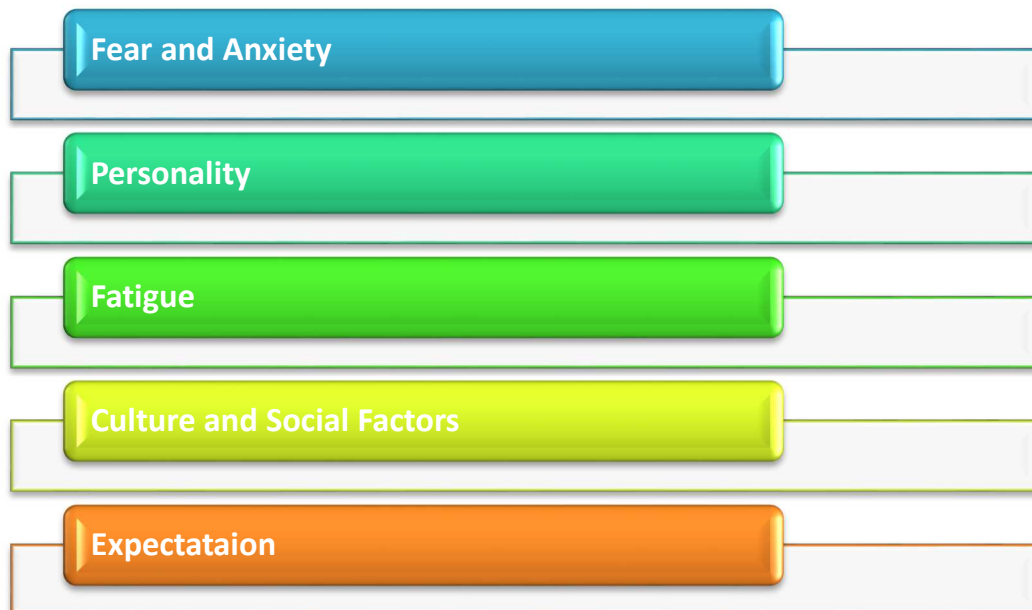 Fear and Anxiety
Personality
Fatigue
Culture and Social Factors
Expectataion